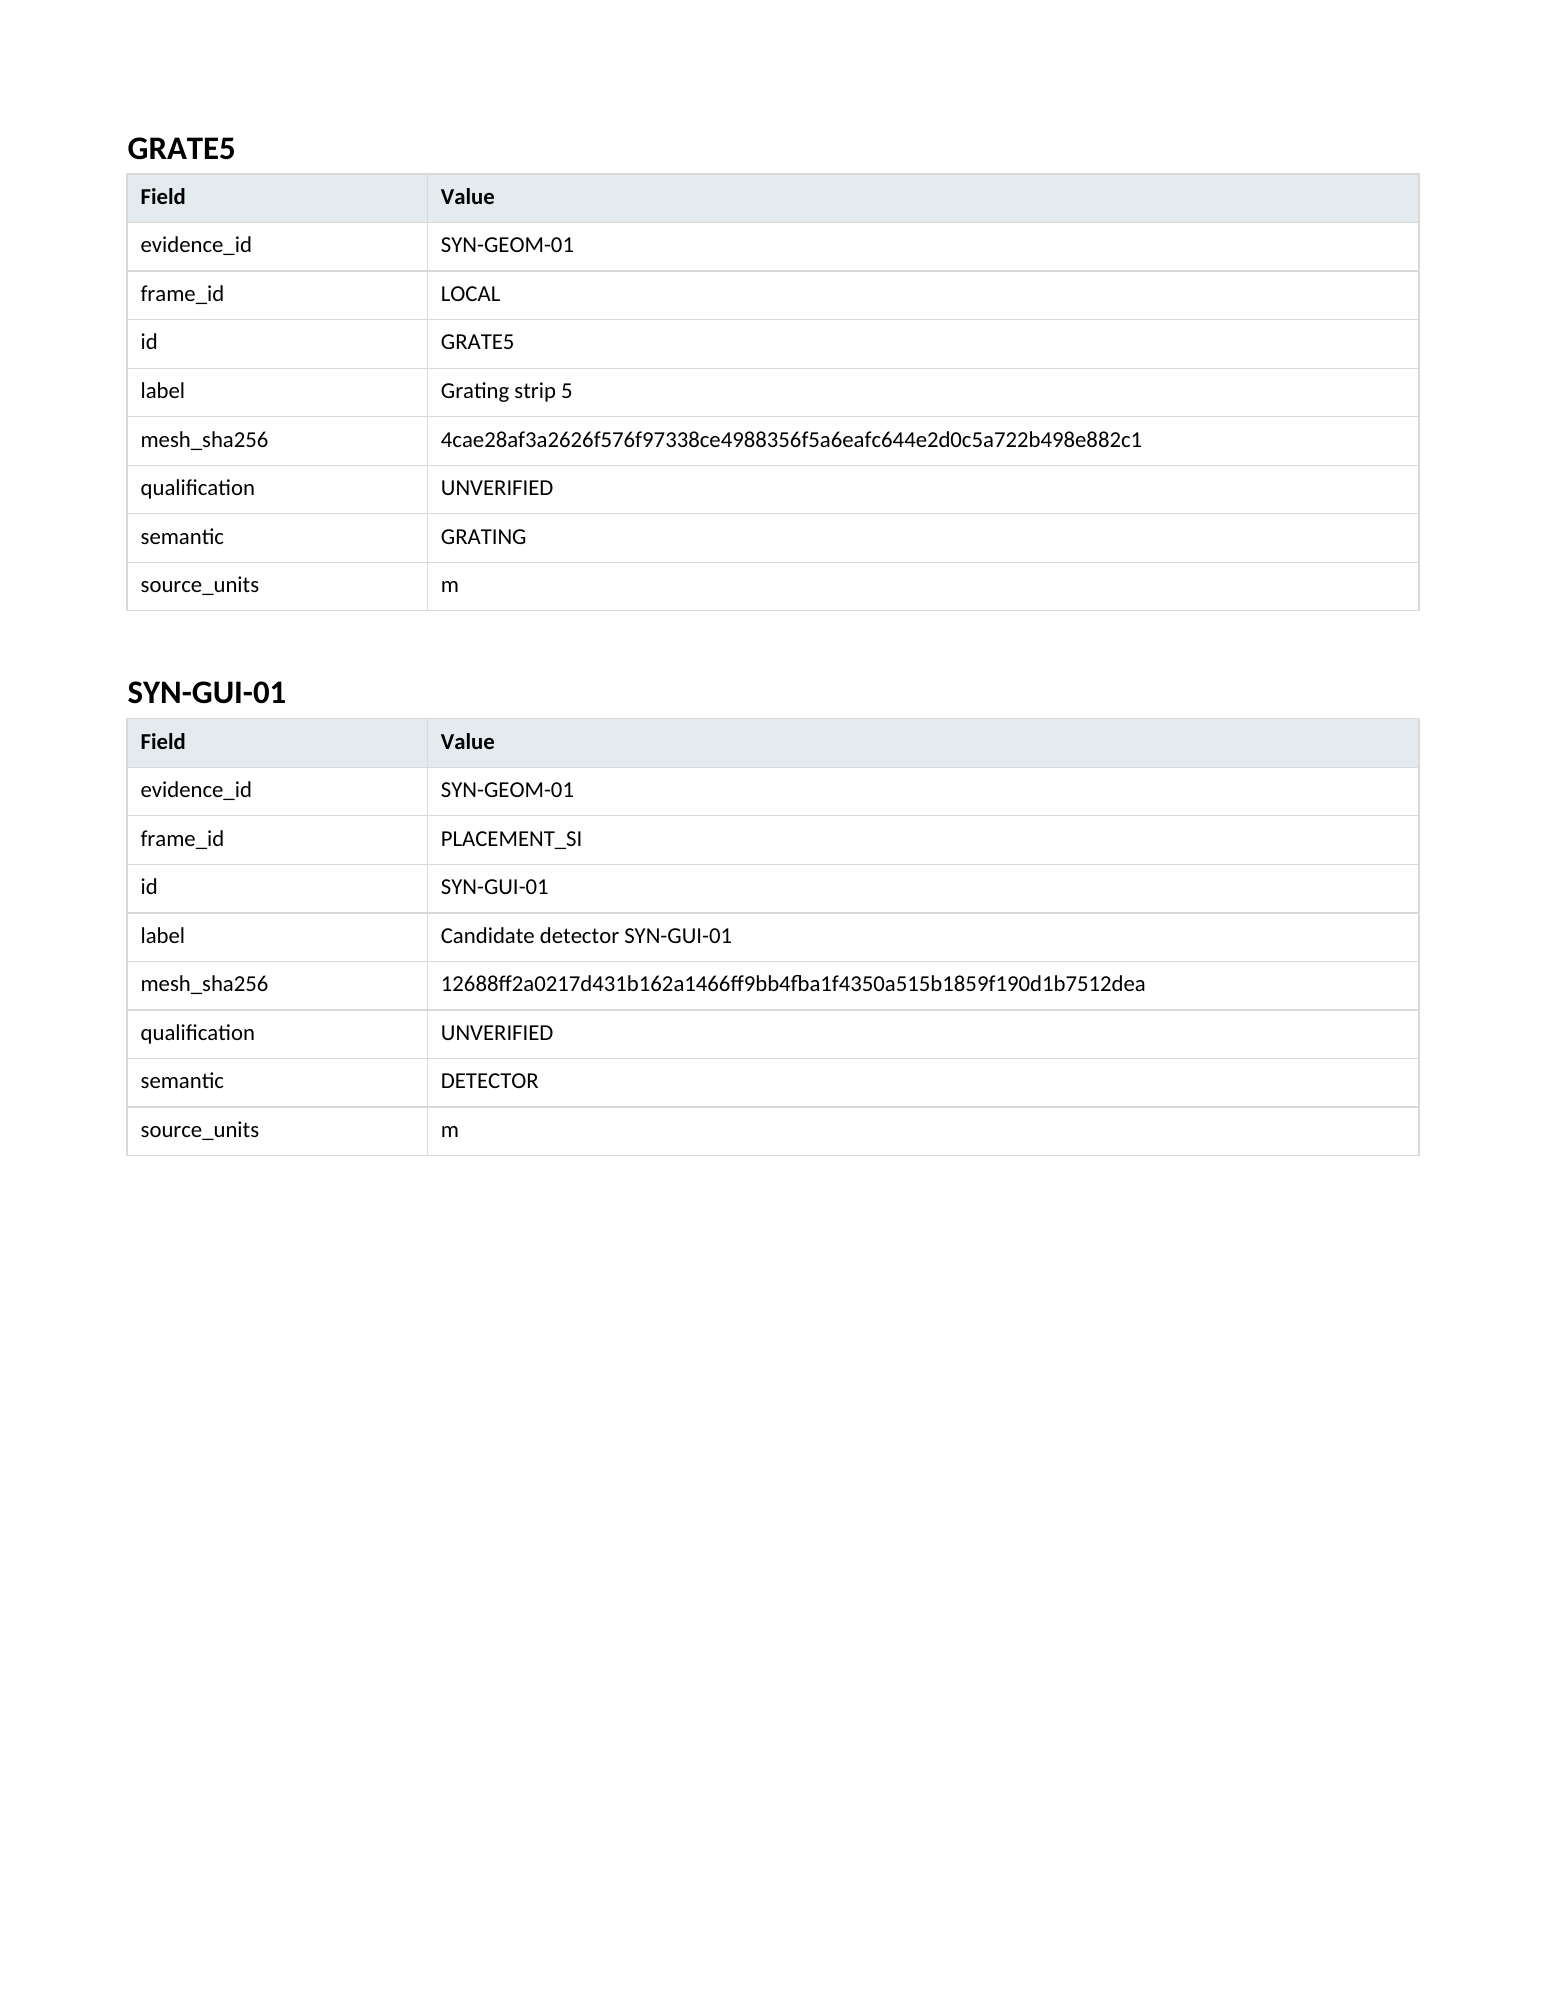 GRATE5
Field Value
evidence_id SYN-GEOM-01
frame_id LOCAL
id GRATE5
label Grating strip 5
mesh_sha256 4cae28af3a2626f576f97338ce4988356f5a6eafc644e2d0c5a722b498e882c1
qualification UNVERIFIED
semantic GRATING
source_units m
SYN-GUI-01
Field Value
evidence_id SYN-GEOM-01
frame_id PLACEMENT_SI
id SYN-GUI-01
label Candidate detector SYN-GUI-01
mesh_sha256 12688ff2a0217d431b162a1466ff9bb4fba1f4350a515b1859f190d1b7512dea
qualification UNVERIFIED
semantic DETECTOR
source_units m